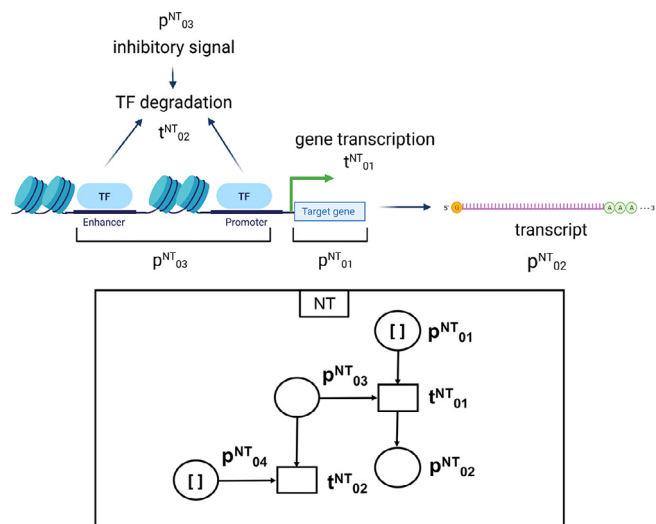 p^NT_03
inhibitory signal
TF degradation
t^NT_02
gene transcription
t^NT_01
TF
TF
Enhancer
Promoter
Target gene
5'
G
A A A
...3'
transcript
p^NT_03
p^NT_01
p^NT_02
NT
[ ]
p^NT_01
p^NT_03
t^NT_01
p^NT_04
p^NT_02
[ ]
t^NT_02